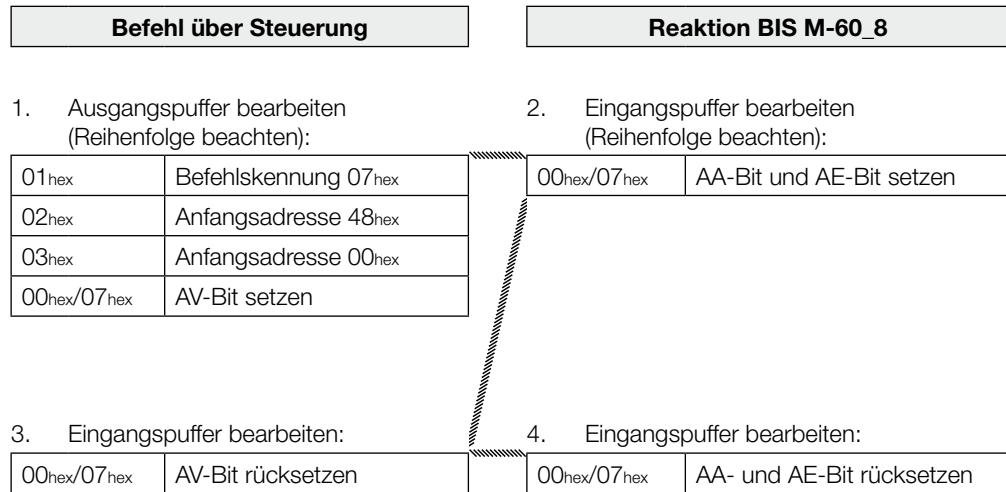 Befehl über Steuerung
Reaktion BIS M-60_8
1. Ausgangspuffer bearbeiten
(Reihenfolge beachten):
01hex Befehlskennung 07hex
02hex Anfangsadresse 48hex
03hex Anfangsadresse 00hex
00hex/07hex AV-Bit setzen
2. Eingangspuffer bearbeiten
(Reihenfolge beachten):
00hex/07hex AA-Bit und AE-Bit setzen
3. Eingangspuffer bearbeiten:
00hex/07hex AV-Bit rücksetzen
4. Eingangspuffer bearbeiten:
00hex/07hex AA- und AE-Bit rücksetzen